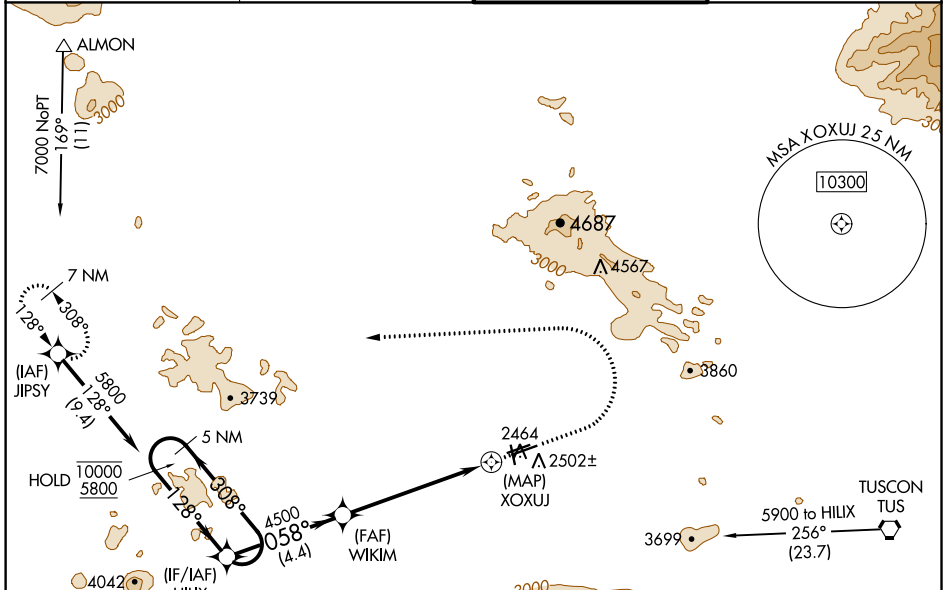 ALMON
3000
7000 NoPT
169°
(11)
30
MSA XOXUJ 25 NM
10300
4687
3000
4567
7 NM
308°
128°
(IAF)
JIPSY
5800
128°
(9.4)
3739
3860
5 NM
HOLD
10000
5800
308°
128°
2464
2502±
(MAP)
XOXUJ
4500
058°
(4.4)
(FAF)
WIKIM
TUSCON
TUS
5900 to HILIX
256°
(23.7)
3699
(IF/IAF)
4042
3000